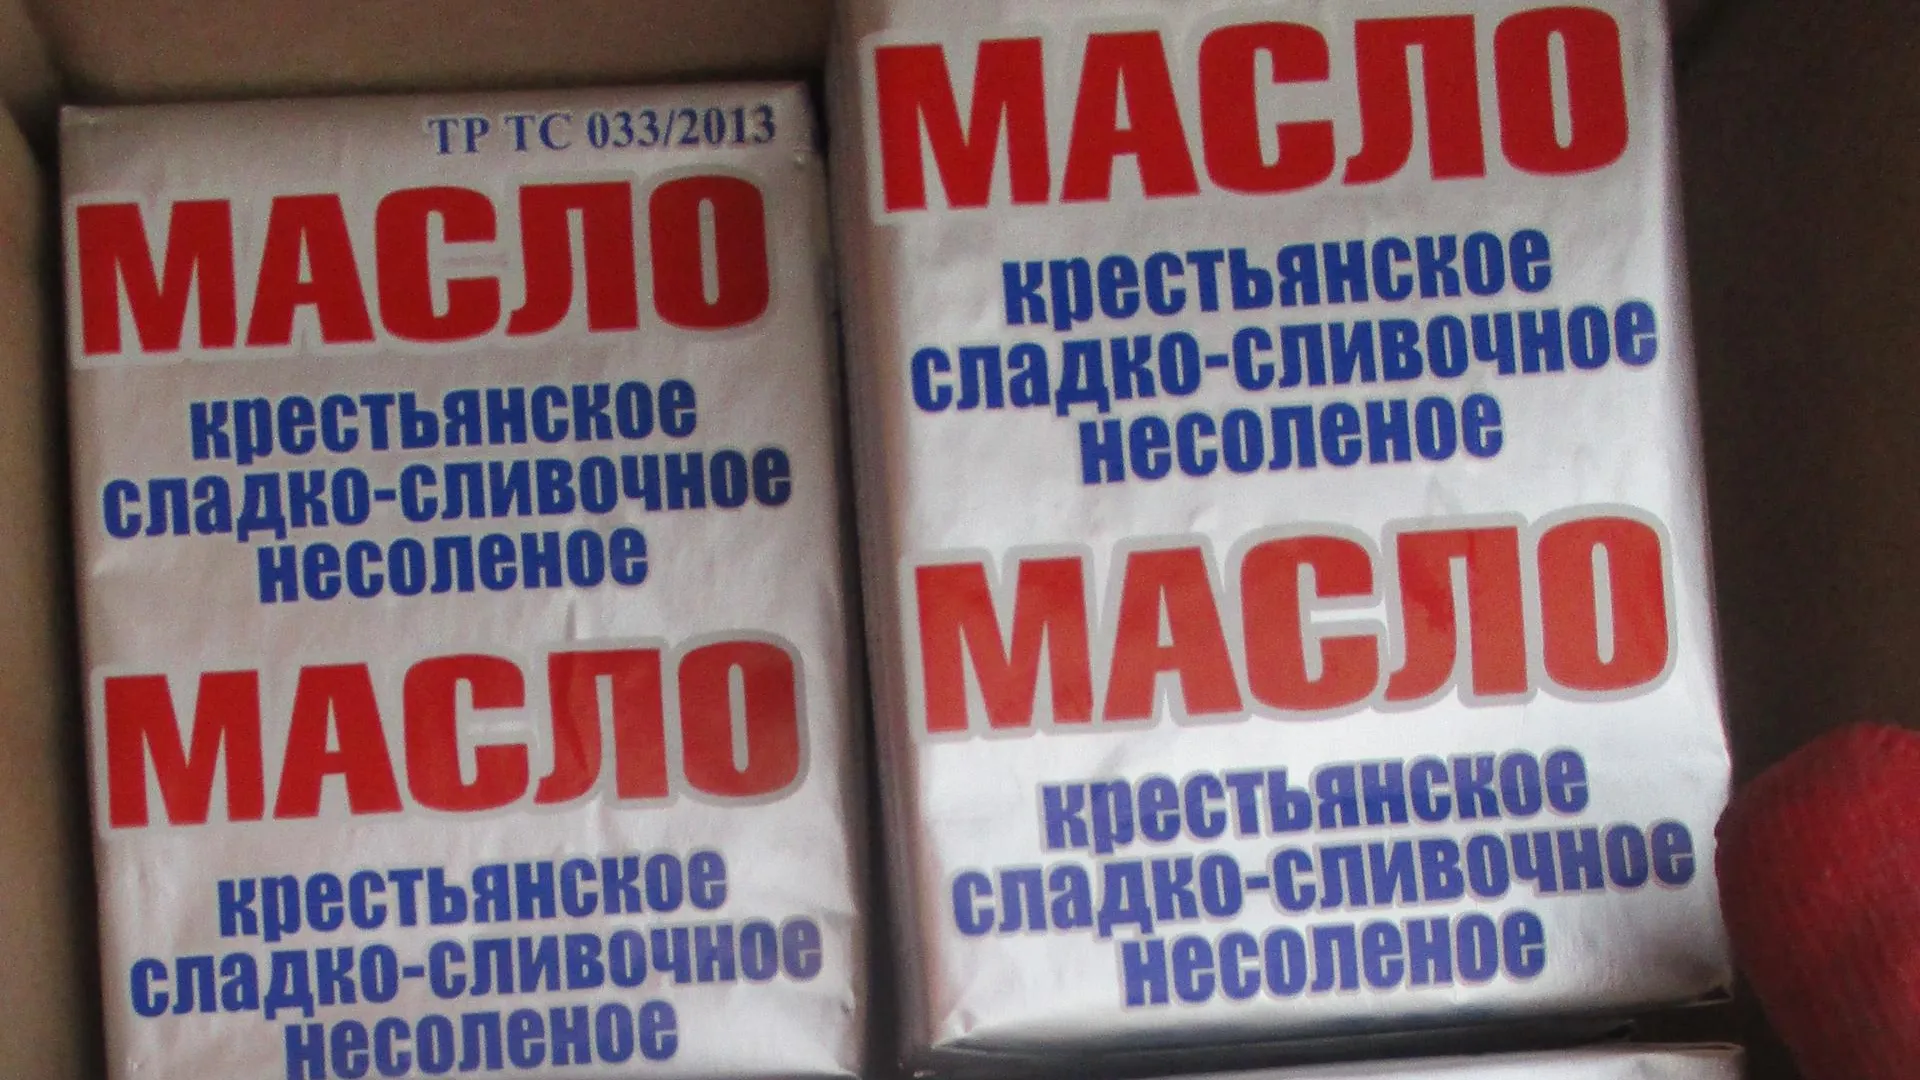 ТР ТС 033/2013
МАСЛО
крестьянское
сладко-сливочное
несоленое
МАСЛО
крестьянское
сладко-сливочное
несоленое
МАСЛО
крестьянское
сладко-сливочное
несоленое
МАСЛО
крестьянское
сладко-сливочное
несоленое